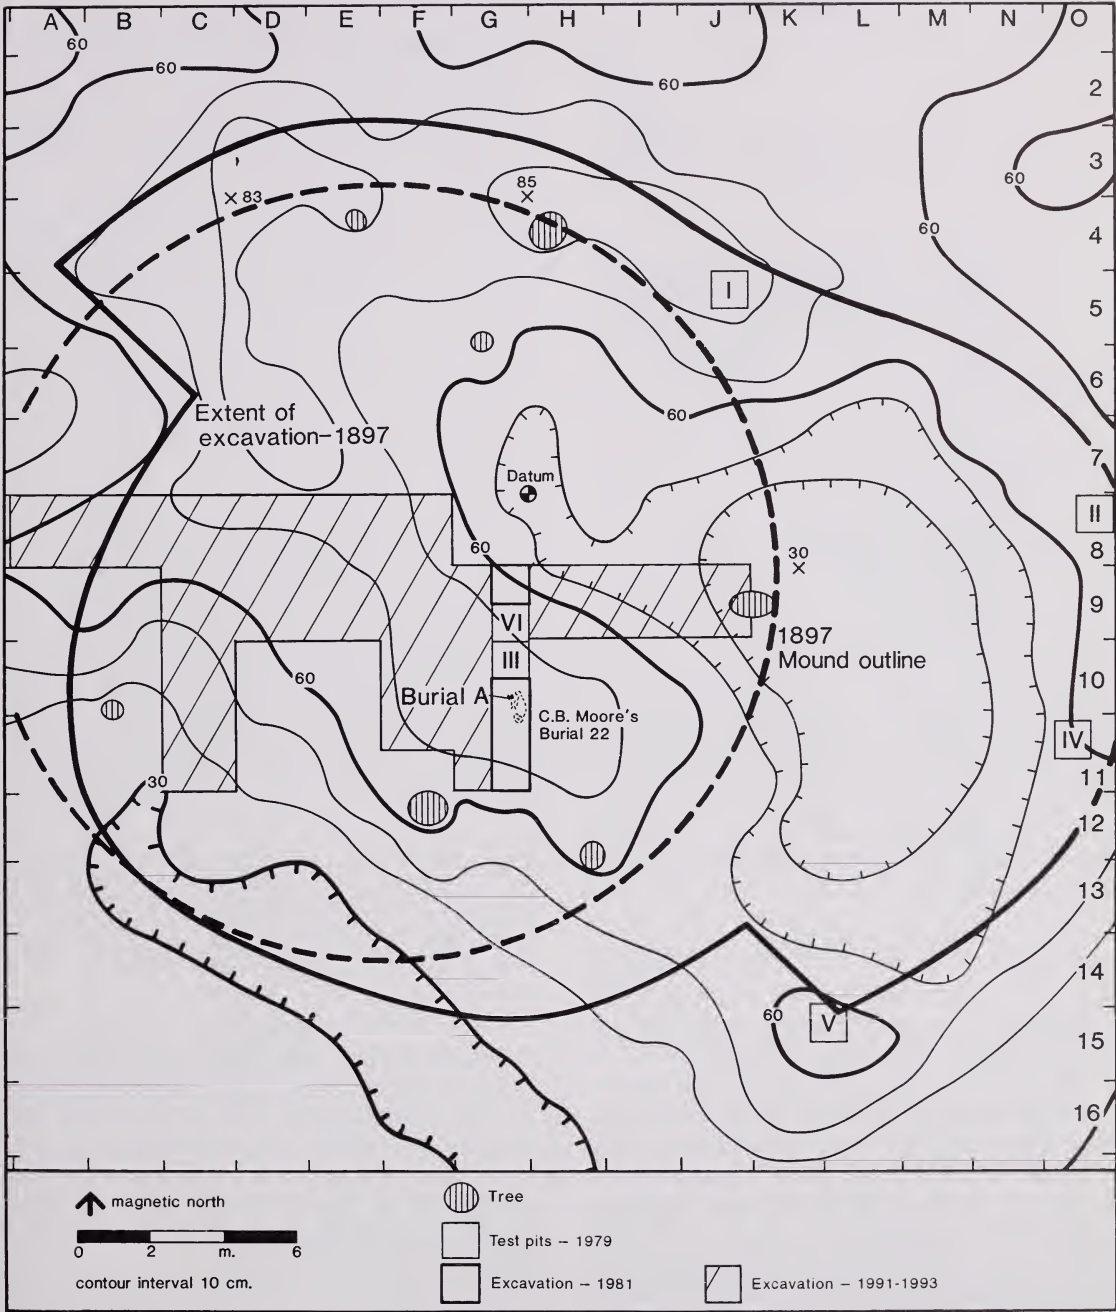 A B C D E F G H I J K L M N O
60
60
60
2
3
60
83
85
60
4
I
5
6
60
Extent of
excavation-1897
7
Datum
II
60
8
30
9
VI
1897
Mound outline
III
10
60
Burial A
C.B. Moore's
Burial 22
IV
30
11
12
13
14
60
V
15
16
magnetic north
0 2 m. 6
contour interval 10 cm.
Tree
Test pits – 1979
Excavation – 1981
Excavation – 1991-1993